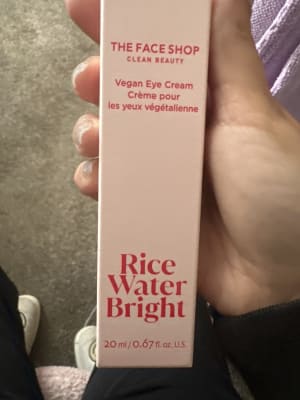 THE FACE SHOP
CLEAN BEAUTY
Vegan Eye Cream
Crème pour
les yeux végétalienne
Rice
Water
Bright
20 ml / 0.67 fl. oz. U.S.